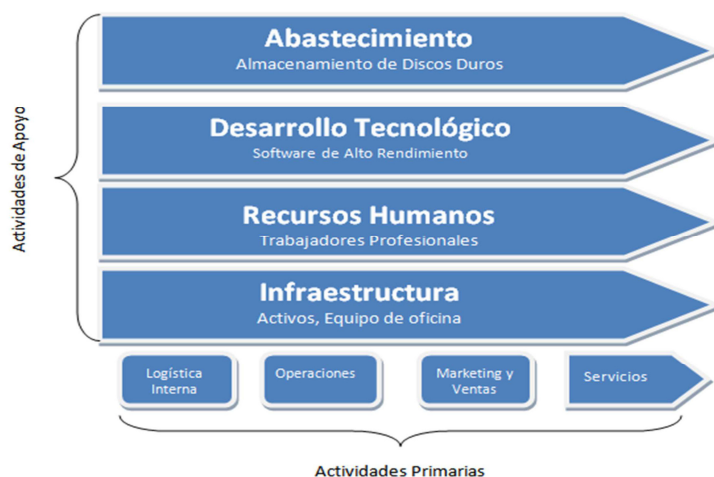 Actividades de Apoyo
Abastecimiento
Almacenamiento de Discos Duros
Desarrollo Tecnológico
Software de Alto Rendimiento
Recursos Humanos
Trabajadores Profesionales
Infraestructura
Activos, Equipo de oficina
Logística
Interna
Operaciones
Marketing y
Ventas
Servicios
Actividades Primarias